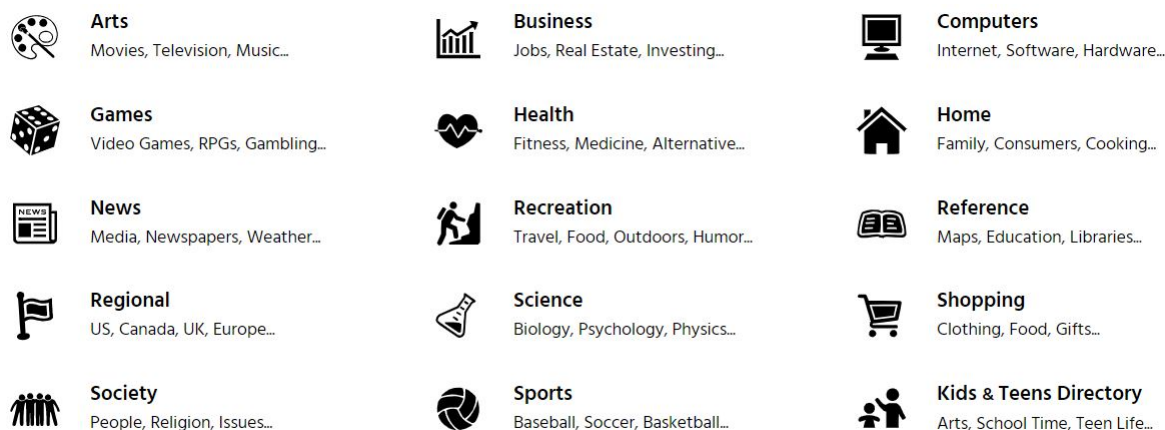 Arts
Movies, Television, Music...
Business
Jobs, Real Estate, Investing...
Computers
Internet, Software, Hardware...
Games
Video Games, RPGs, Gambling...
Health
Fitness, Medicine, Alternative...
Home
Family, Consumers, Cooking...
NEWS
News
Media, Newspapers, Weather...
Recreation
Travel, Food, Outdoors, Humor...
Reference
Maps, Education, Libraries...
Regional
US, Canada, UK, Europe...
Science
Biology, Psychology, Physics...
Shopping
Clothing, Food, Gifts...
Society
People, Religion, Issues...
Sports
Baseball, Soccer, Basketball...
Kids & Teens Directory
Arts, School Time, Teen Life...